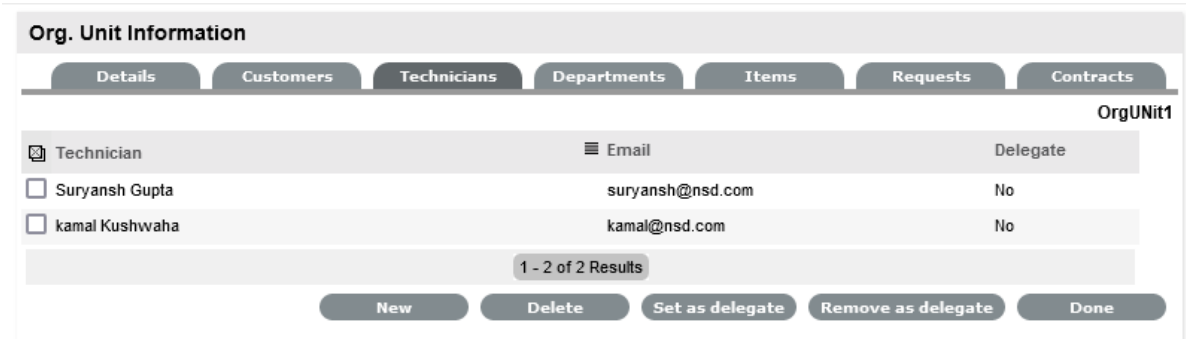 Org. Unit Information
Details Customers Technicians Departments Items Requests Contracts
OrgUNit1
Technician Email Delegate
Suryansh Gupta suryansh@nsd.com No
kamal Kushwaha kamal@nsd.com No
1 - 2 of 2 Results
New Delete Set as delegate Remove as delegate Done